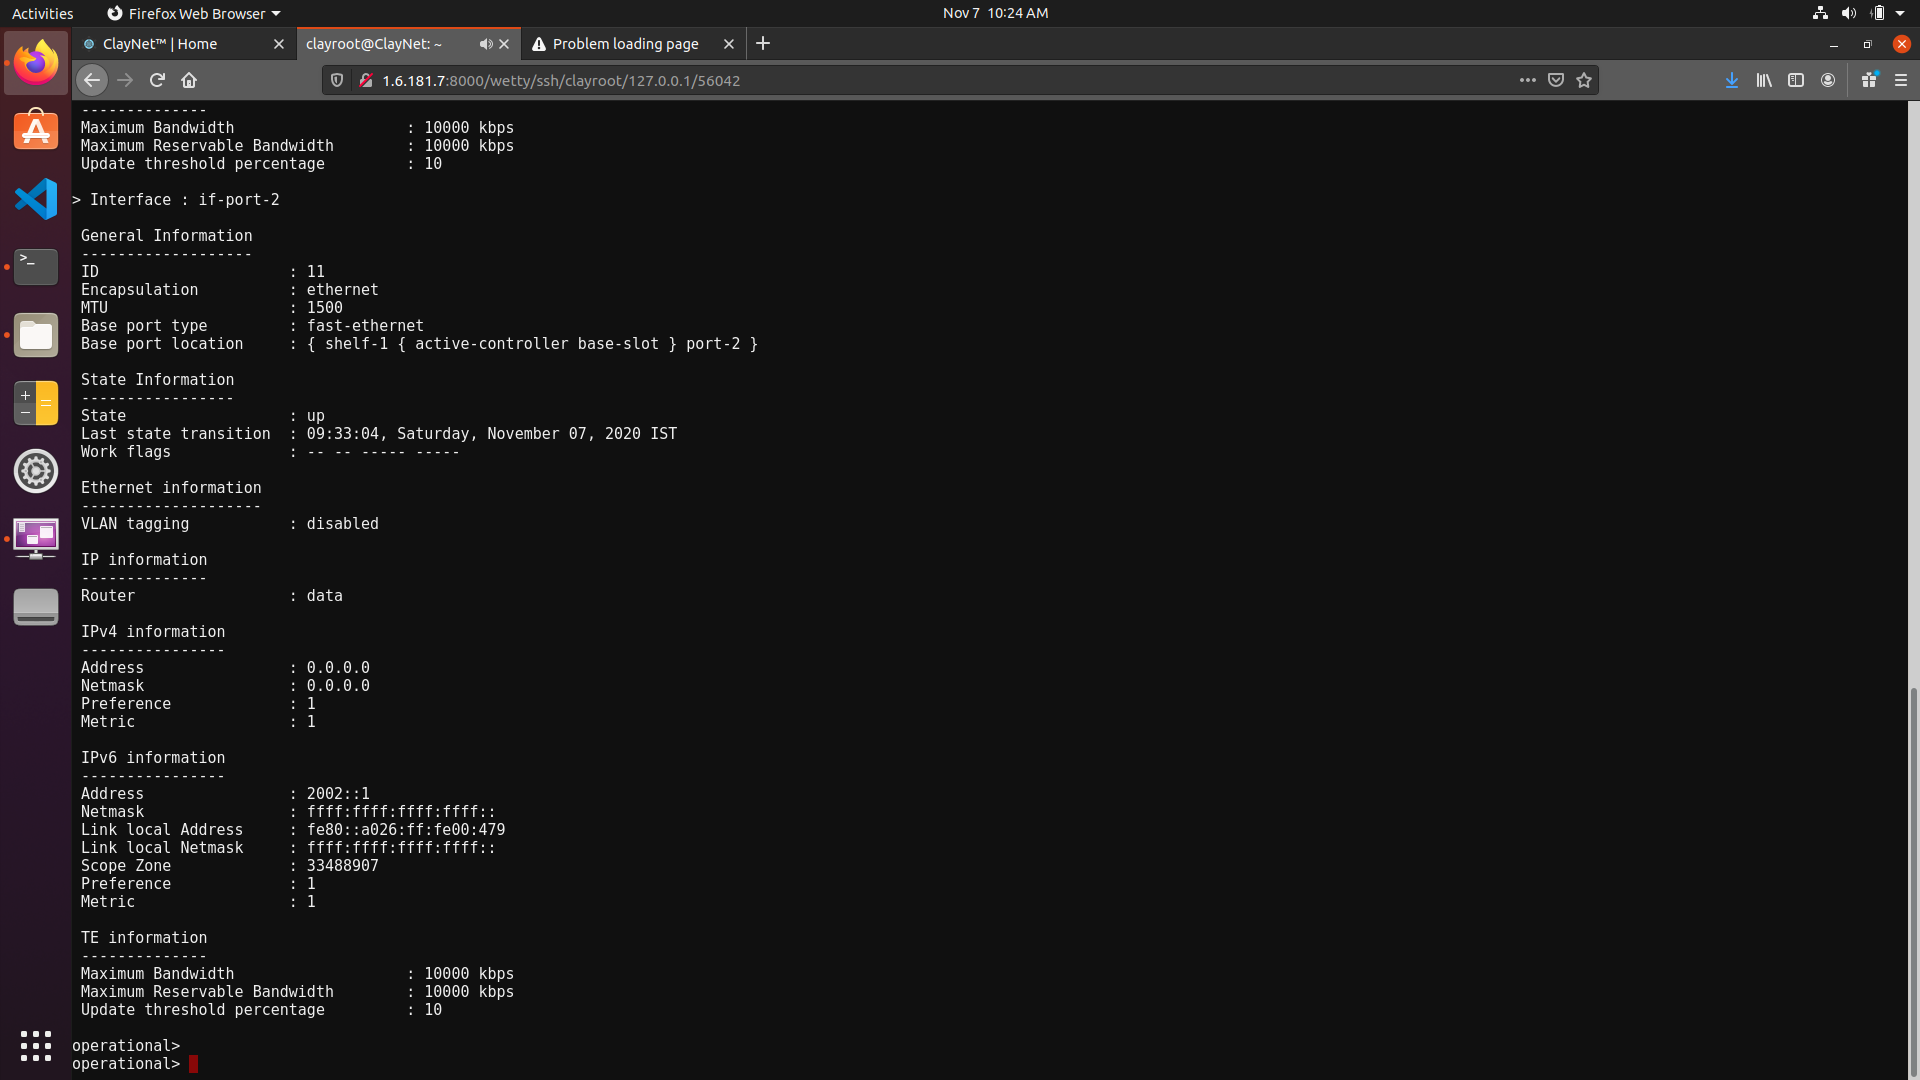 Activities
Firefox Web Browser
Nov 7 10:24 AM
ClayNet™ | Home
clayroot@ClayNet: ~
Problem loading page
1.6.181.7:8000/wetty/ssh/clayroot/127.0.0.1/56042
--------------
Maximum Bandwidth : 10000 kbps
Maximum Reservable Bandwidth : 10000 kbps
Update threshold percentage : 10
> Interface : if-port-2
General Information
-------------------
ID : 11
Encapsulation : ethernet
MTU : 1500
Base port type : fast-ethernet
Base port location : { shelf-1 { active-controller base-slot } port-2 }
State Information
-----------------
State : up
Last state transition : 09:33:04, Saturday, November 07, 2020 IST
Work flags : -- -- ----- -----
Ethernet information
--------------------
VLAN tagging : disabled
IP information
--------------
Router : data
IPv4 information
----------------
Address : 0.0.0.0
Netmask : 0.0.0.0
Preference : 1
Metric : 1
IPv6 information
----------------
Address : 2002::1
Netmask : ffff:ffff:ffff:ffff::
Link local Address : fe80::a026:ff:fe00:479
Link local Netmask : ffff:ffff:ffff:ffff::
Scope Zone : 33488907
Preference : 1
Metric : 1
TE information
--------------
Maximum Bandwidth : 10000 kbps
Maximum Reservable Bandwidth : 10000 kbps
Update threshold percentage : 10
operational>
operational>